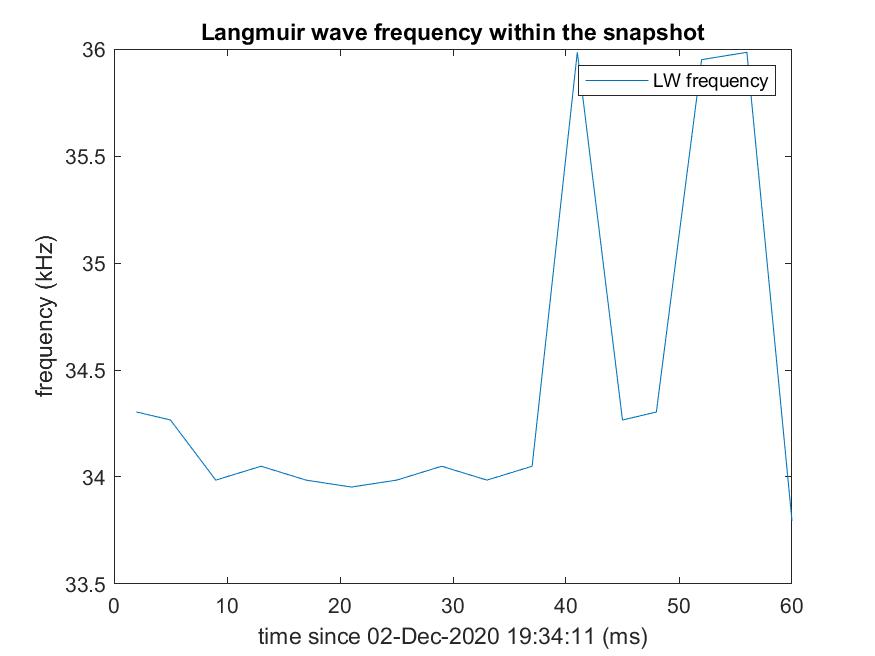 Langmuir wave frequency within the snapshot
36
LW frequency
35.5
35
34.5
34
33.5
frequency (kHz)
0 10 20 30 40 50 60
time since 02-Dec-2020 19:34:11 (ms)